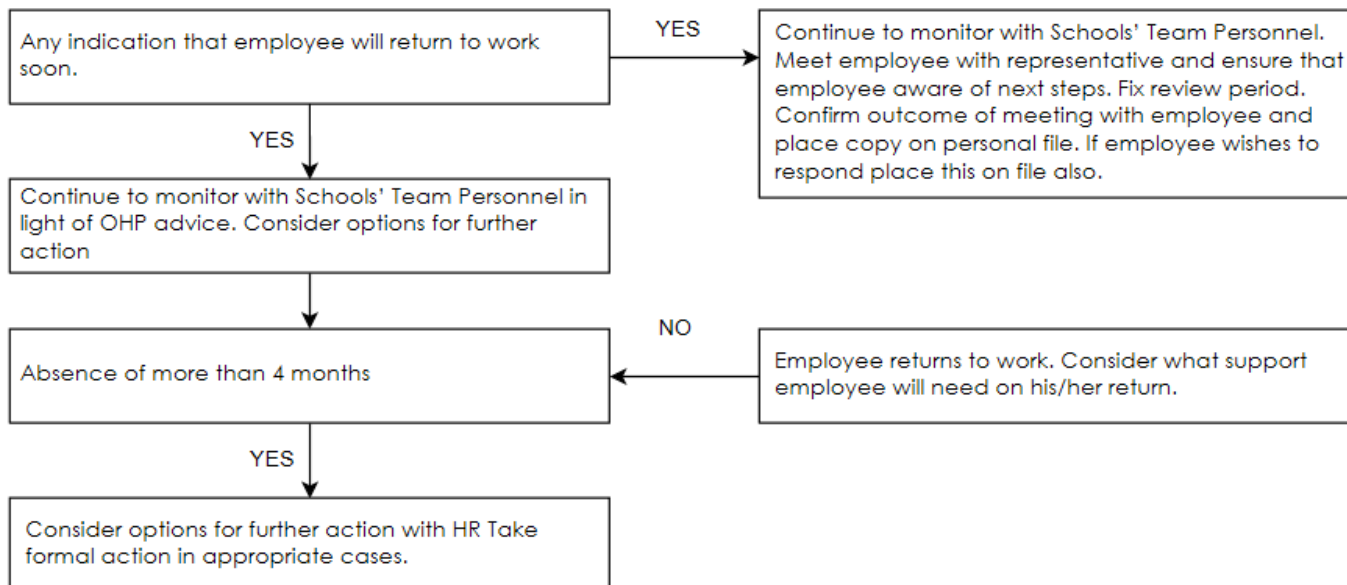 Any indication that employee will return to work
soon.
YES
Continue to monitor with Schools’ Team Personnel.
Meet employee with representative and ensure that
employee aware of next steps. Fix review period.
Confirm outcome of meeting with employee and
place copy on personal file. If employee wishes to
respond place this on file also.
YES
Continue to monitor with Schools’ Team Personnel in
light of OHP advice. Consider options for further
action
Absence of more than 4 months
NO
Employee returns to work. Consider what support
employee will need on his/her return.
YES
Consider options for further action with HR Take
formal action in appropriate cases.